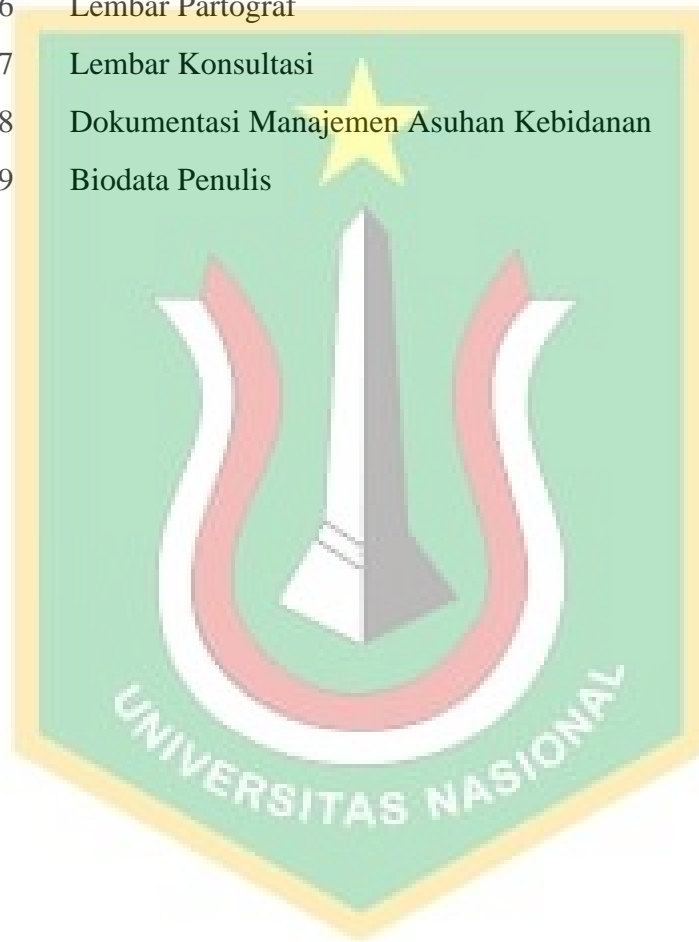 6 Lembar Partograf
7 Lembar Konsultasi
8 Dokumentasi Manajemen Asuhan Kebidanan
9 Biodata Penulis
UNIVERSITAS NASIONAL